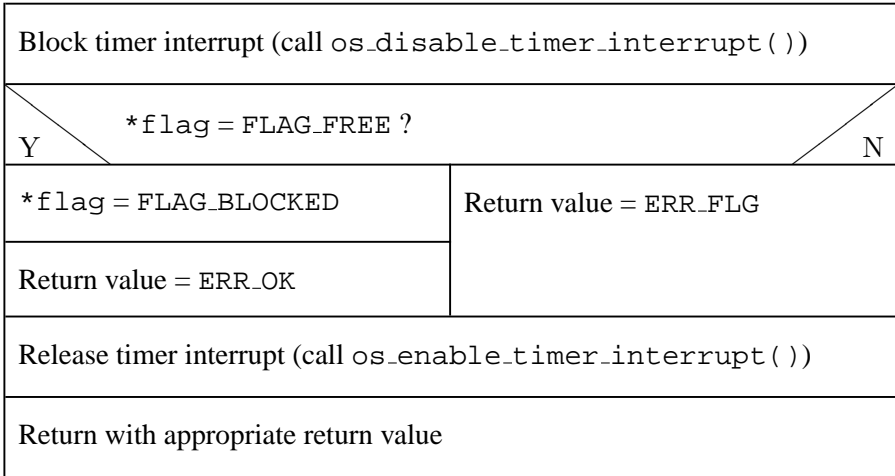 Block timer interrupt (call os_disable_timer_interrupt())
*flag = FLAG_FREE ?
Y
N
*flag = FLAG_BLOCKED
Return value = ERR_FLG
Return value = ERR_OK
Release timer interrupt (call os_enable_timer_interrupt())
Return with appropriate return value